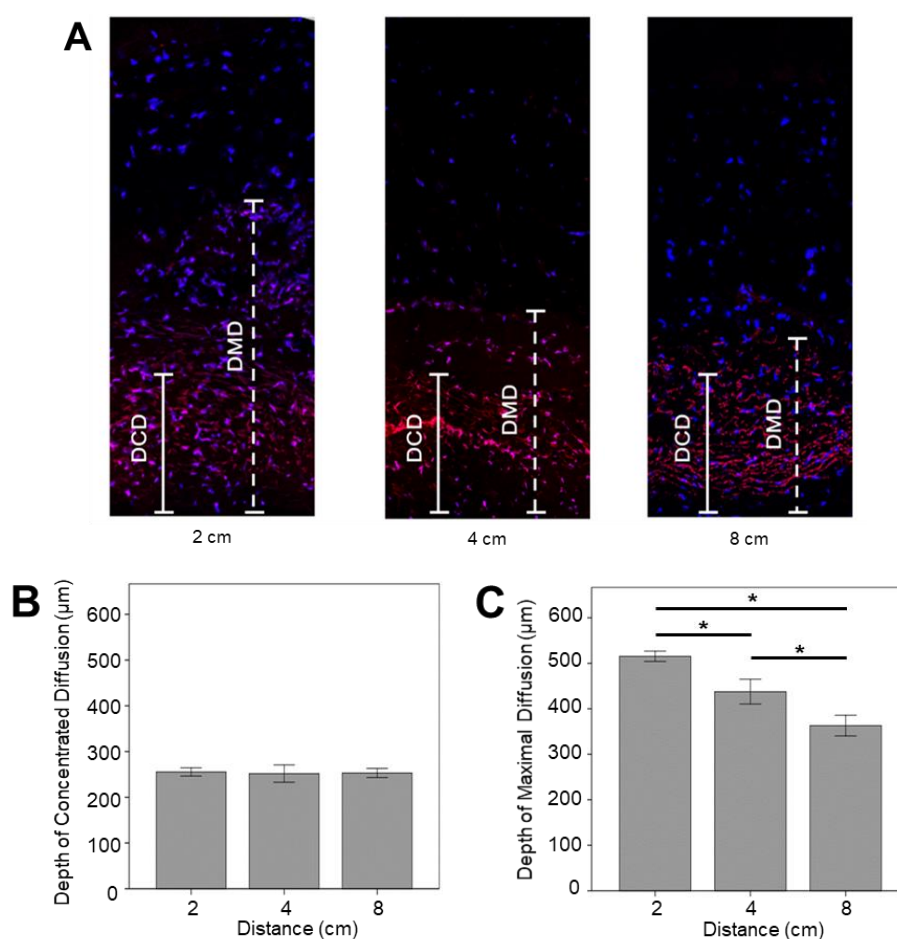 A
DCD
DMD
DCD
DMD
DCD
DMD
2 cm
4 cm
8 cm
B
Depth of Concentrated Diffusion (µm)
600
500
400
300
200
100
0
2
4
8
Distance (cm)
C
Depth of Maximal Diffusion (µm)
600
500
400
300
200
100
0
*
*
*
2
4
8
Distance (cm)